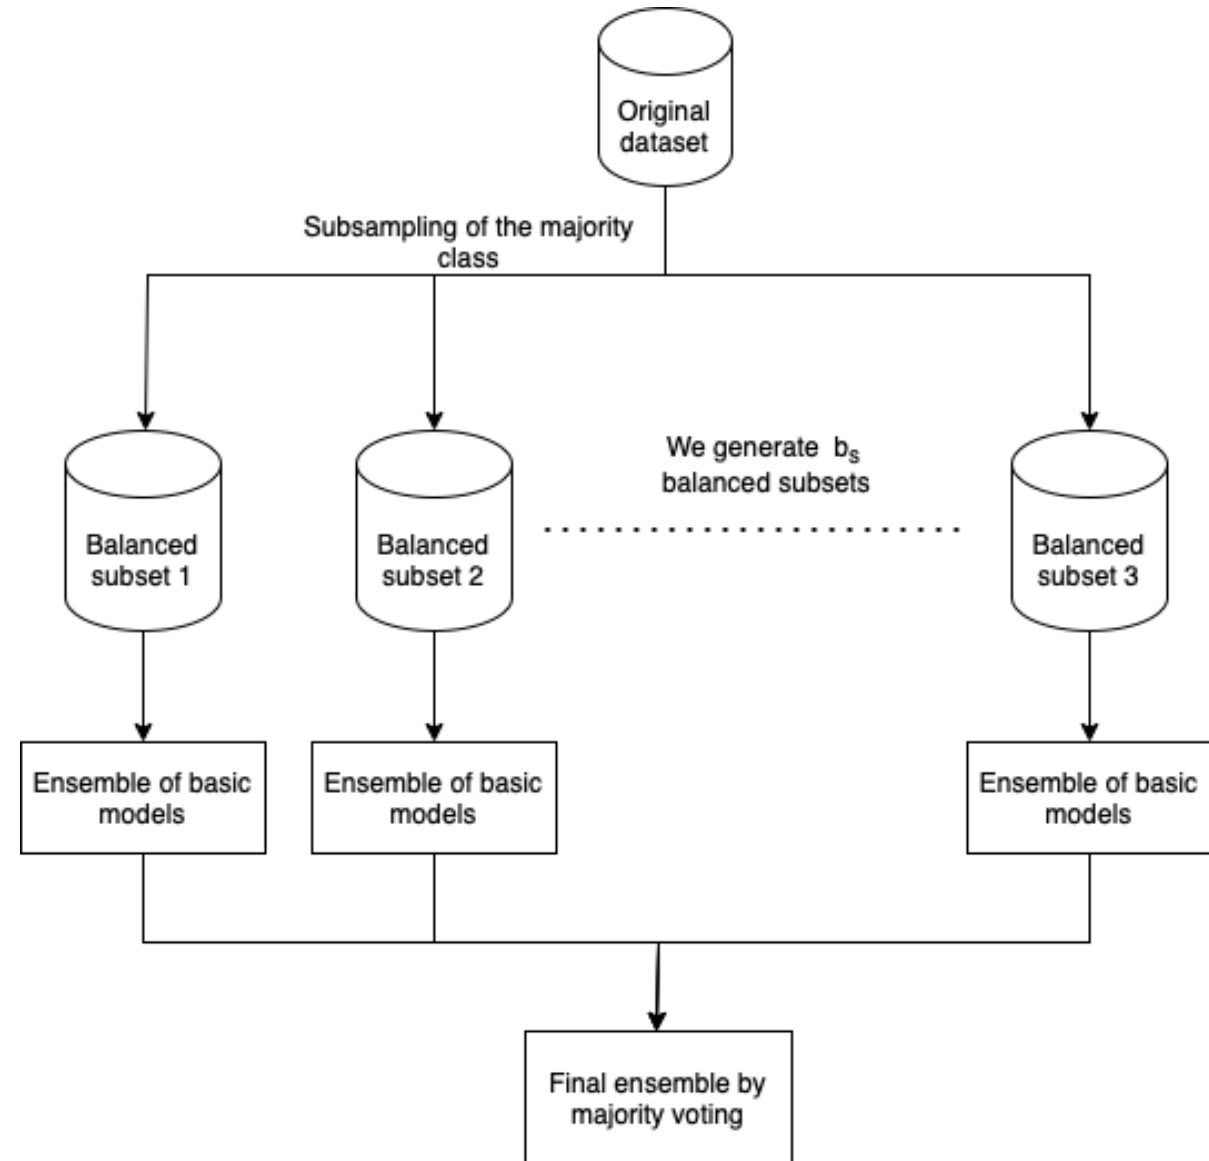 Original
dataset
Subsampling of the majority
class
We generate b_s
balanced subsets
Balanced
subset 1
Balanced
subset 2
Balanced
subset 3
Ensemble of basic
models
Ensemble of basic
models
Ensemble of basic
models
Final ensemble by
majority voting